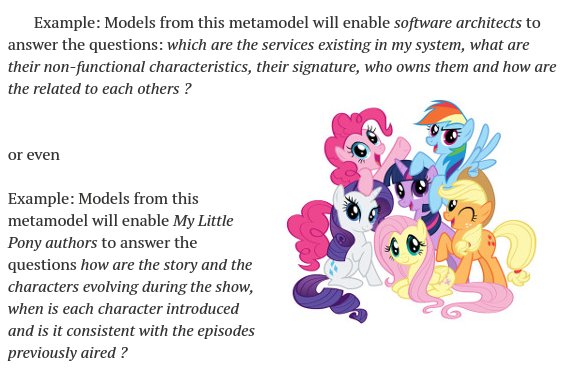 Example: Models from this metamodel will enable software architects to
answer the questions: which are the services existing in my system, what are
their non-functional characteristics, their signature, who owns them and how are
the related to each others ?
or even
Example: Models from this
metamodel will enable My Little
Pony authors to answer the
questions how are the story and the
characters evolving during the show,
when is each character introduced
and is it consistent with the episodes
previously aired ?